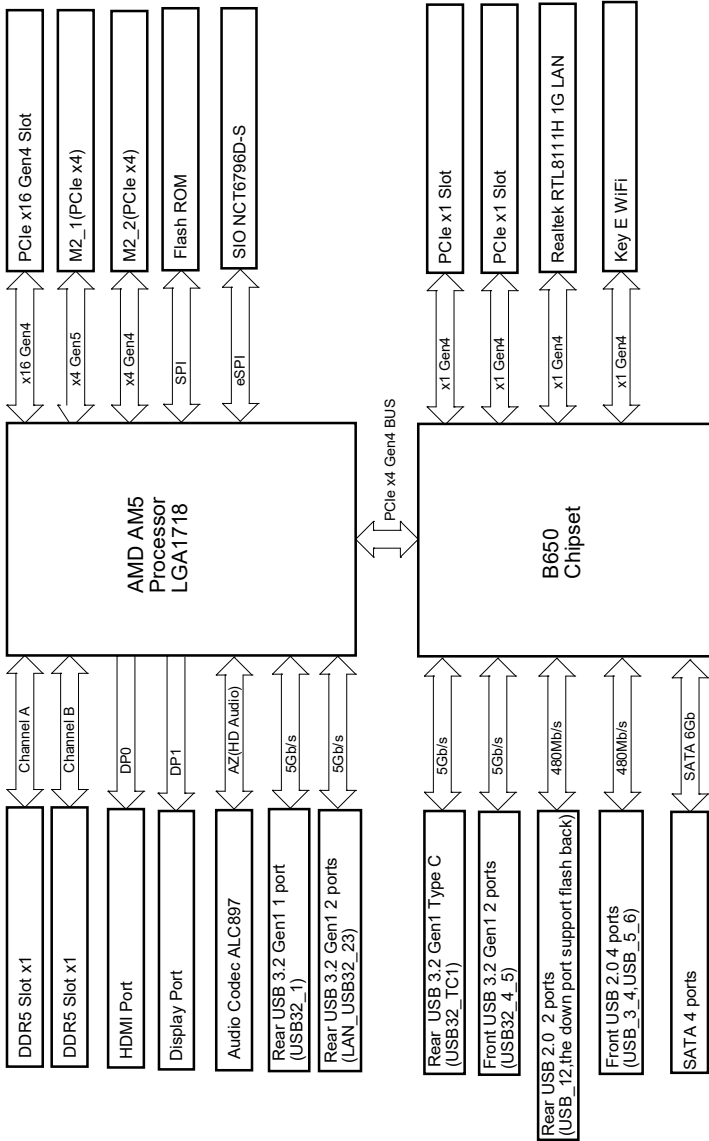 PCIe x16 Gen4 Slot
M2_1(PCIe x4)
M2_2(PCIe x4)
Flash ROM
SIO NCT6796D-S
x16 Gen4
x4 Gen5
x4 Gen4
SPI
eSPI
AMD AM5
Processor
LGA1718
Channel A
Channel B
DP0
DP1
AZ(HD Audio)
5Gb/s
5Gb/s
DDR5 Slot x1
DDR5 Slot x1
HDMI Port
Display Port
Audio Codec ALC897
Rear USB 3.2 Gen1 1 port
(USB32_1)
Rear USB 3.2 Gen1 2 ports
(LAN_USB32_23)
PCIe x4 Gen4 BUS
PCIe x1 Slot
PCIe x1 Slot
Realtek RTL8111H 1G LAN
Key E WiFi
x1 Gen4
x1 Gen4
x1 Gen4
x1 Gen4
B650
Chipset
5Gb/s
5Gb/s
480Mb/s
480Mb/s
SATA 6Gb
Rear USB 3.2 Gen1 Type C
(USB32_TC1)
Front USB 3.2 Gen1 2 ports
(USB32_4_5)
Rear USB 2.0 2 ports
(USB_12,the down port support flash back)
Front USB 2.0 4 ports
(USB_3_4,USB_5_6)
SATA 4 ports